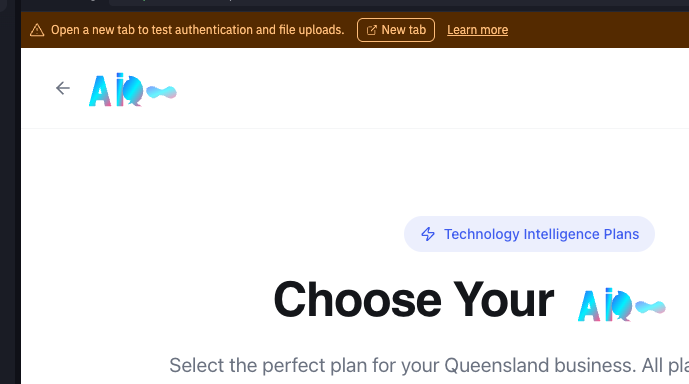 Open a new tab to test authentication and file uploads. New tab Learn more
AiQ
Technology Intelligence Plans
Choose Your AiQ
Select the perfect plan for your Queensland business. All